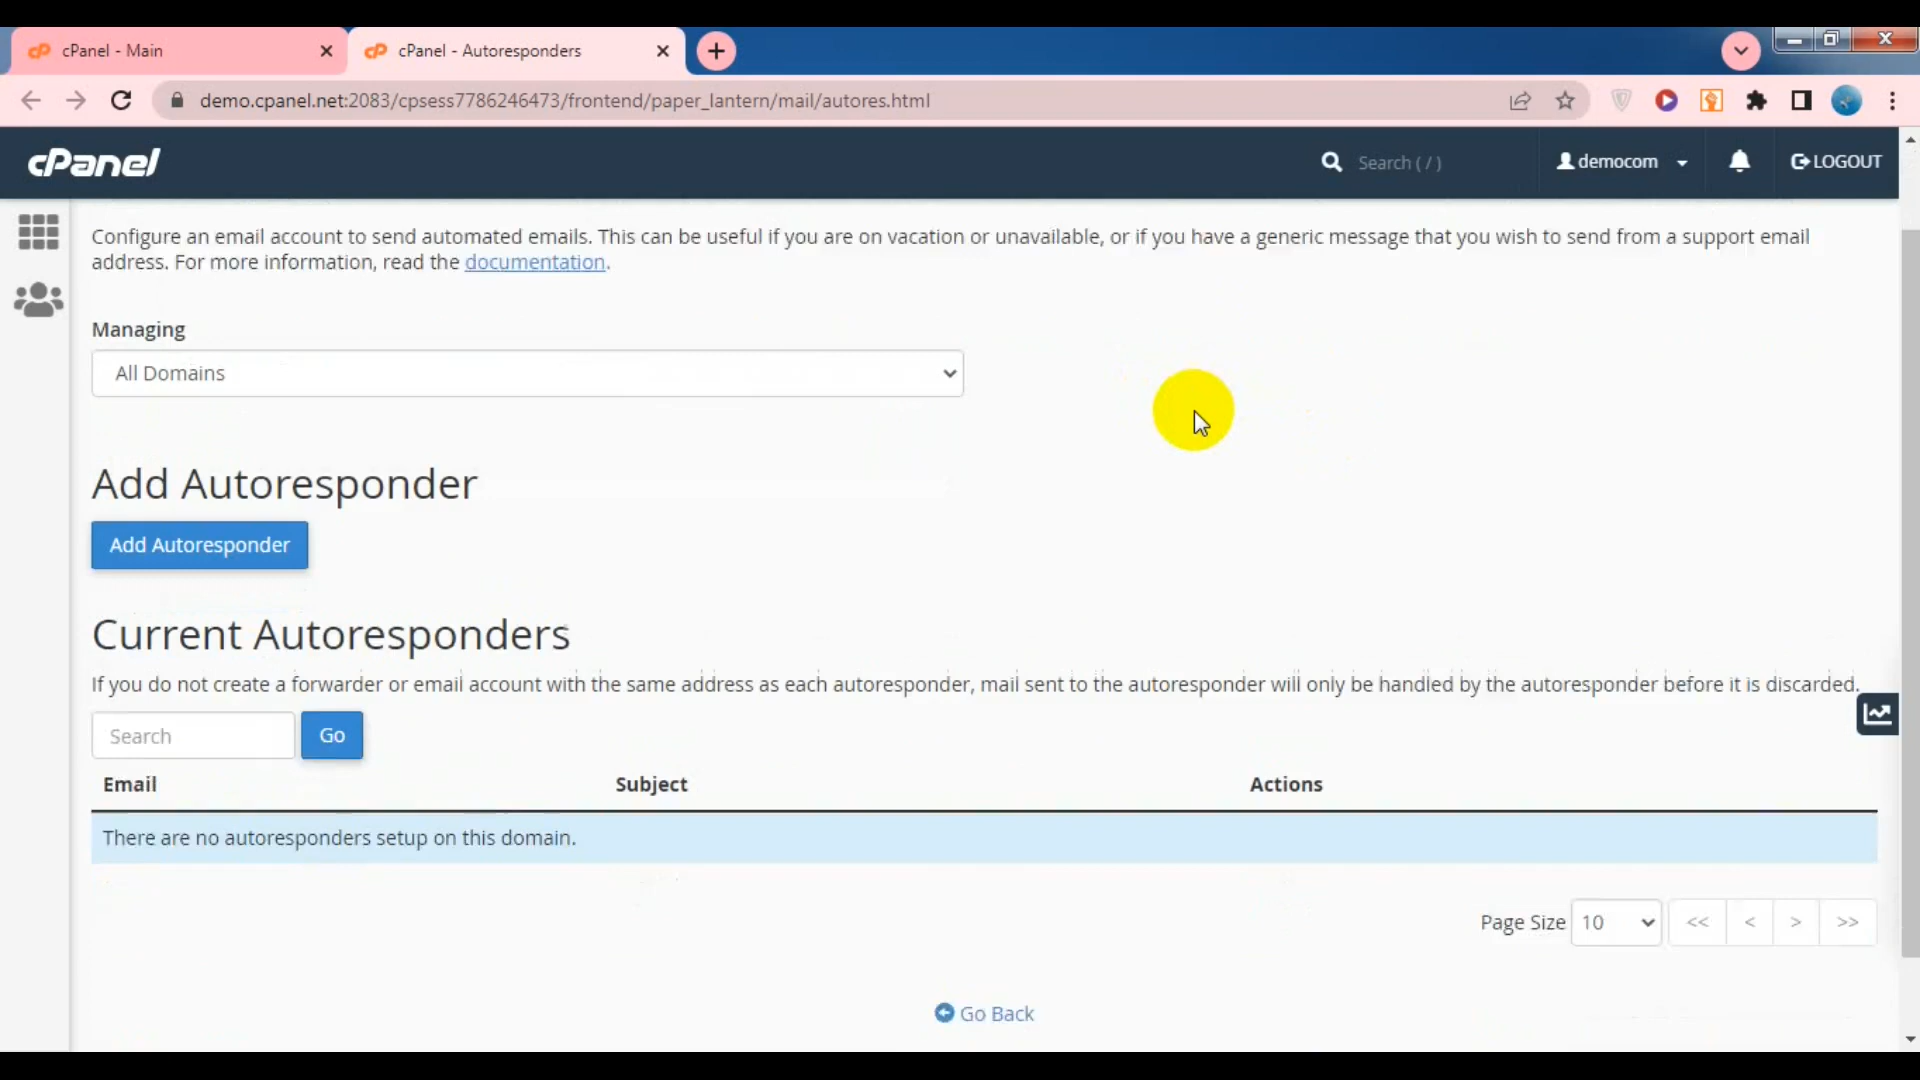 cPanel - Main
cPanel - Autoresponders
demo.cpanel.net:2083/cpsess7786246473/frontend/paper_lantern/mail/autores.html
cPanel
Search ( / )
democom
LOGOUT
Configure an email account to send automated emails. This can be useful if you are on vacation or unavailable, or if you have a generic message that you wish to send from a support email
address. For more information, read the documentation.
Managing
All Domains
Add Autoresponder
Add Autoresponder
Current Autoresponders
If you do not create a forwarder or email account with the same address as each autoresponder, mail sent to the autoresponder will only be handled by the autoresponder before it is discarded.
Search
Go
Email Subject Actions
There are no autoresponders setup on this domain.
Page Size 10 << < > >>
Go Back